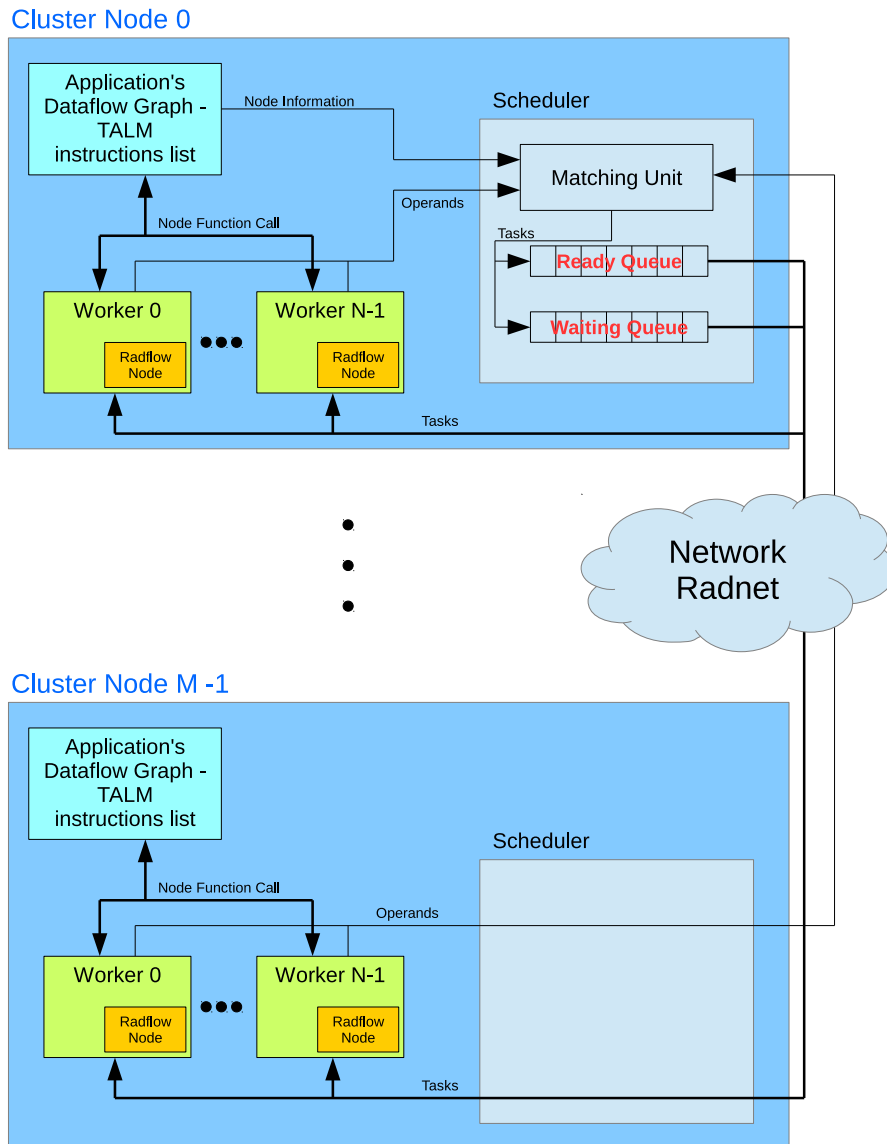 Cluster Node 0
Application's
Dataflow Graph -
TALM
instructions list
Node Information
Scheduler
Matching Unit
Operands
Node Function Call
Tasks
Ready Queue
Waiting Queue
Worker 0
Radflow
Node
Worker N-1
Radflow
Node
Tasks
Network
Radnet
Cluster Node M -1
Application's
Dataflow Graph -
TALM
instructions list
Scheduler
Node Function Call
Operands
Worker 0
Radflow
Node
Worker N-1
Radflow
Node
Tasks